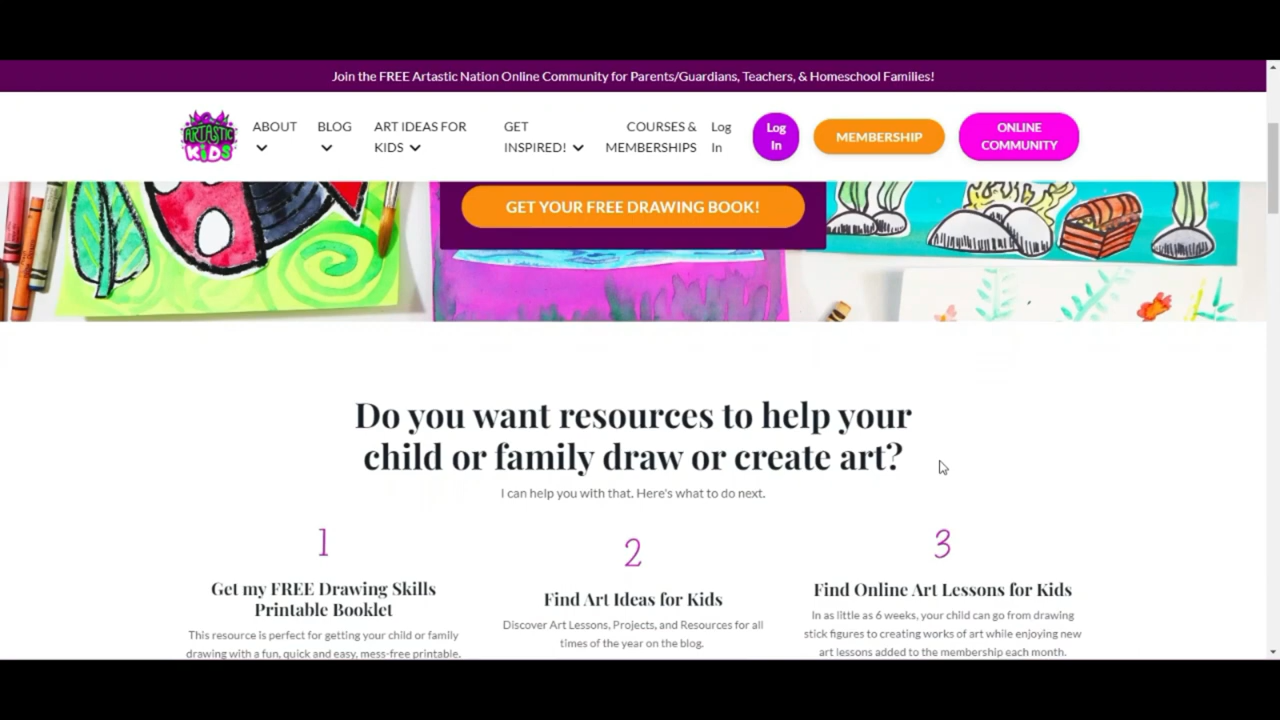 Join the FREE Artastic Nation Online Community for Parents/Guardians, Teachers, & Homeschool Families!
ARTASTIC
KIDS
ABOUT
BLOG
ART IDEAS FOR
KIDS
GET
INSPIRED!
COURSES &
MEMBERSHIPS
Log
In
Log
In
MEMBERSHIP
ONLINE
COMMUNITY
GET YOUR FREE DRAWING BOOK!
Do you want resources to help your
child or family draw or create art?
I can help you with that. Here's what to do next.
1
Get my FREE Drawing Skills
Printable Booklet
This resource is perfect for getting your child or family
drawing with a fun, quick and easy, mess-free printable.
2
Find Art Ideas for Kids
Discover Art Lessons, Projects, and Resources for all
times of the year on the blog.
3
Find Online Art Lessons for Kids
In as little as 6 weeks, your child can go from drawing
stick figures to creating works of art while enjoying new
art lessons added to the membership each month.